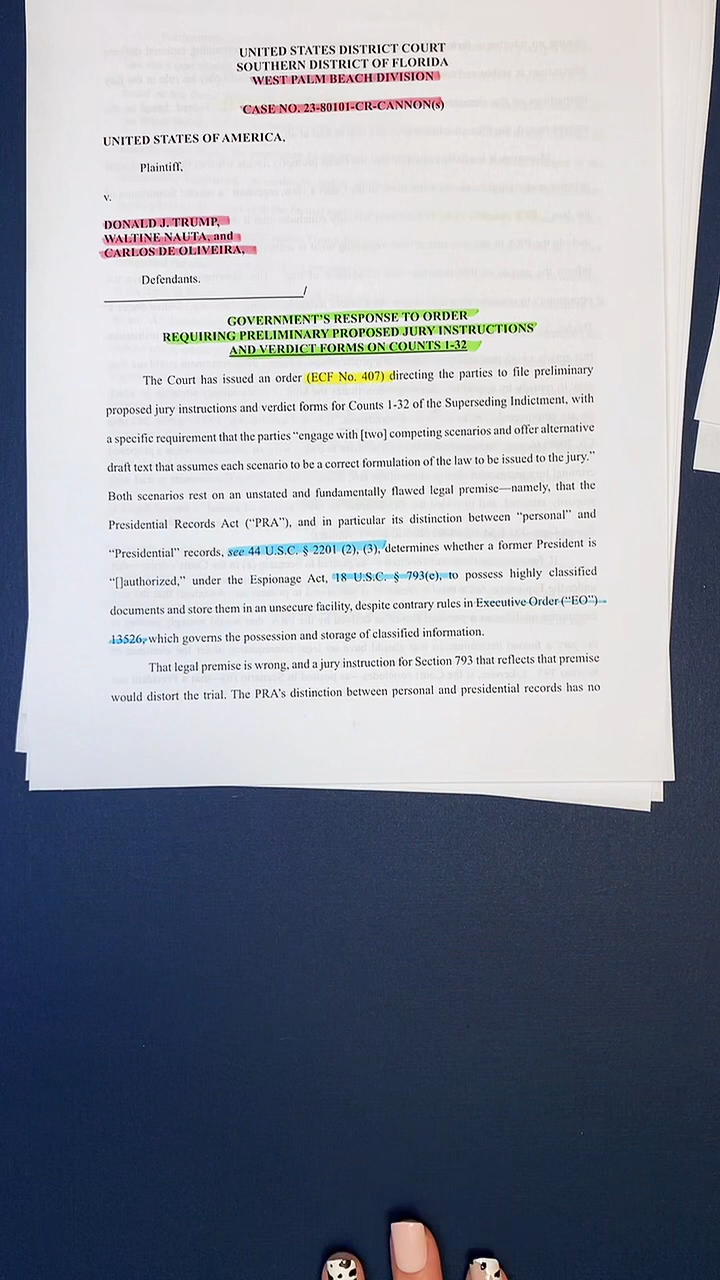 UNITED STATES DISTRICT COURT
SOUTHERN DISTRICT OF FLORIDA
WEST PALM BEACH DIVISION
CASE NO. 23-80101-CR-CANNON(s)
UNITED STATES OF AMERICA,
Plaintiff,
v.
DONALD J. TRUMP,
WALTINE NAUTA, and
CARLOS DE OLIVEIRA,
Defendants.
/
GOVERNMENT'S RESPONSE TO ORDER
REQUIRING PRELIMINARY PROPOSED JURY INSTRUCTIONS
AND VERDICT FORMS ON COUNTS 1-32
The Court has issued an order (ECF No. 407) directing the parties to file preliminary
proposed jury instructions and verdict forms for Counts 1-32 of the Superseding Indictment, with
a specific requirement that the parties “engage with [two] competing scenarios and offer alternative
draft text that assumes each scenario to be a correct formulation of the law to be issued to the jury.”
Both scenarios rest on an unstated and fundamentally flawed legal premise—namely, that the
Presidential Records Act (“PRA”), and in particular its distinction between “personal” and
“Presidential” records, see 44 U.S.C. § 2201 (2), (3), determines whether a former President is
“[]authorized,” under the Espionage Act, 18 U.S.C. § 793(e), to possess highly classified
documents and store them in an unsecure facility, despite contrary rules in Executive Order (“EO”)
13526, which governs the possession and storage of classified information.
That legal premise is wrong, and a jury instruction for Section 793 that reflects that premise
would distort the trial. The PRA's distinction between personal and presidential records has no